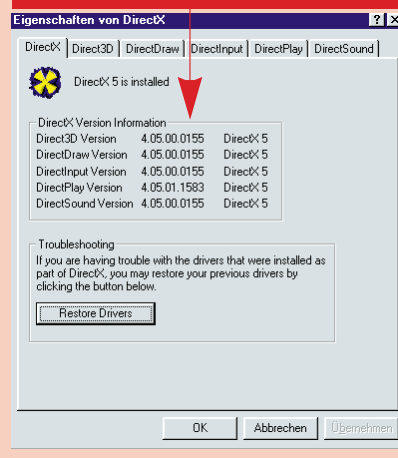 Eigenschaften von DirectX
DirectX Direct3D DirectDraw DirectInput DirectPlay DirectSound
DirectX 5 is installed
DirectX Version Information
Direct3D Version 4.05.00.0155 DirectX 5
DirectDraw Version 4.05.00.0155 DirectX 5
DirectInput Version 4.05.00.0155 DirectX 5
DirectPlay Version 4.05.01.1583 DirectX 5
DirectSound Version 4.05.00.0155 DirectX 5
Troubleshooting
If you are having trouble with the drivers that were installed as
part of DirectX, you may restore your previous drivers by
clicking the button below.
Restore Drivers
OK Abbrechen Übernehmen